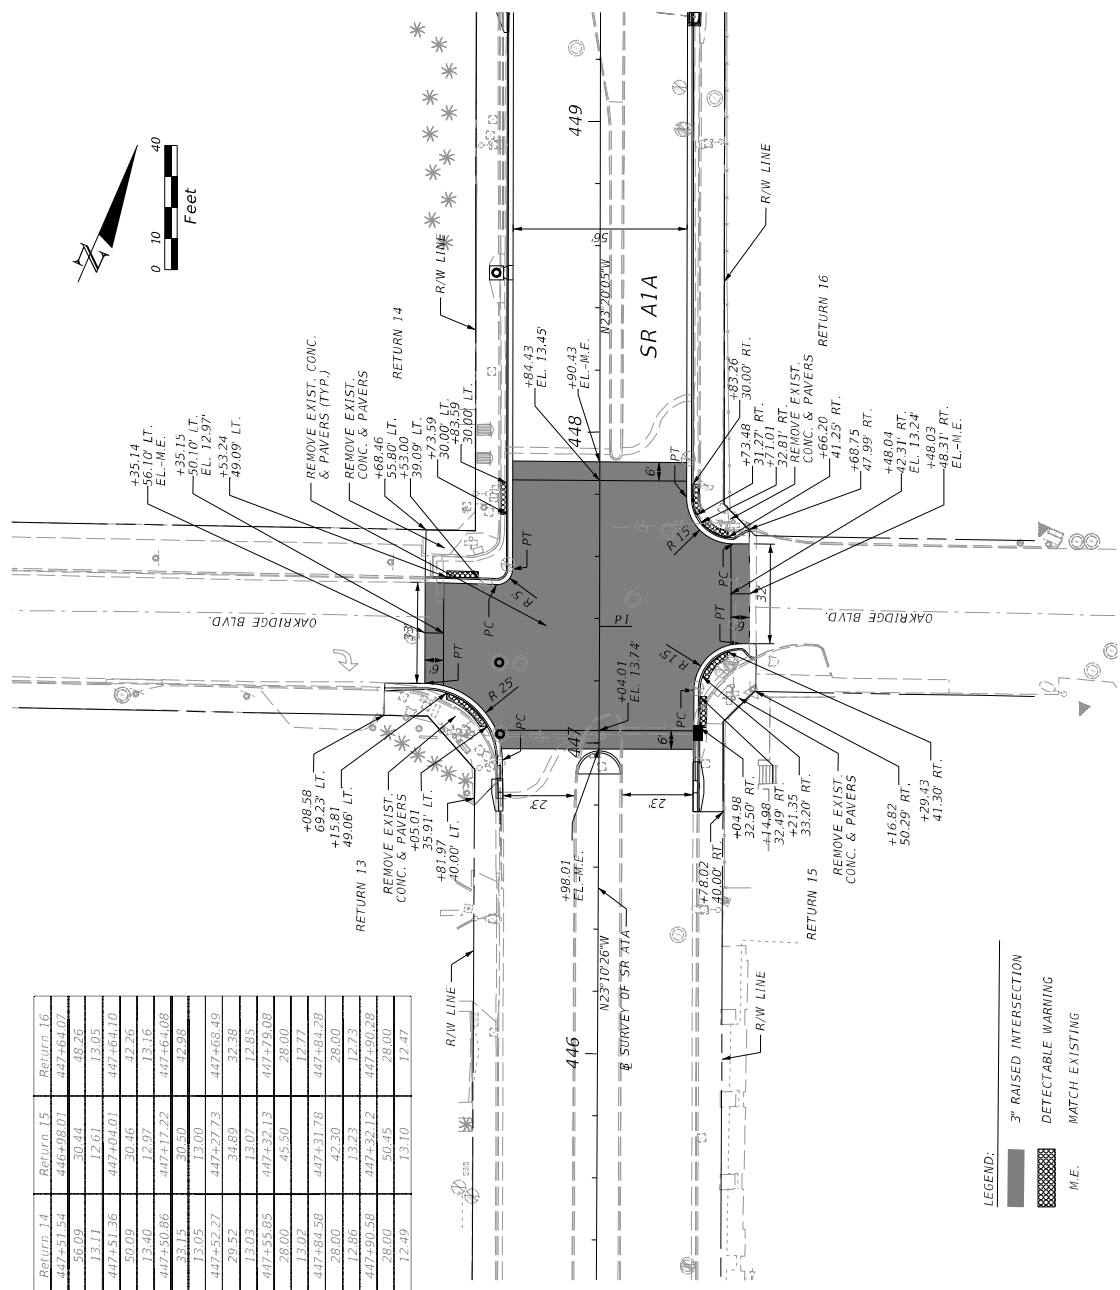 449
40
10
0
Feet
R/W LINE
R/W LINE
56'
N23°20'05"W
SR A1A
448
RETURN 14
RETURN 16
REMOVE EXIST. CONC.
& PAVERS (TYP.)
REMOVE EXIST.
CONC. & PAVERS
+35.14
56.10' LT.
EL.-M.E.
+35.15
50.10' LT.
EL. 12.97'
+53.24
49.09' LT.
+68.46
55.80' LT.
+53.00
39.09' LT.
+73.59
30.00' LT.
+83.59
30.00' LT.
+84.43
EL. 13.45'
+90.43
EL.-M.E.
+83.26
30.00' RT.
+73.48
31.27' RT.
+71.01
32.81' RT.
REMOVE EXIST.
CONC. & PAVERS
+66.20
41.25' RT.
+68.75
47.99' RT.
+48.04
42.31' RT.
EL. 13.24'
+48.03
48.31' RT.
EL.-M.E.
6'
PT
R 15'
PT
PC
R 5'
PC
32'
PT
6'
OAKRIDGE BLVD.
OAKRIDGE BLVD.
33'
6'
PT
PI
R 25'
R 15'
PC
PC
+04.01
EL. 13.74'
447
6'
23'
23'
+08.58
69.23' LT.
+15.81
49.06' LT.
REMOVE EXIST.
CONC. & PAVERS
+05.01
35.91' LT.
+81.97
40.00' LT.
RETURN 13
+98.01
EL.-M.E.
+78.02
40.00' RT.
+04.98
32.50' RT.
+14.98
32.49' RT.
+21.35
33.20' RT.
REMOVE EXIST.
CONC. & PAVERS
+16.82
50.29' RT.
+29.43
41.30' RT.
RETURN 15
N23°10'26"W
℄ SURVEY OF SR A1A
R/W LINE
R/W LINE
446
Return 14 Return 15 Return 16
447+51.54 446+98.01 447+64.07
56.09 30.44 48.26
13.11 12.61 13.05
447+51.36 447+04.01 447+64.10
50.09 30.46 42.26
13.40 12.97 13.16
447+50.86 447+17.22 447+64.08
33.15 30.50 42.98
13.05 13.00
447+52.27 447+27.73 447+68.49
29.52 34.89 32.38
13.03 13.07 12.85
447+55.85 447+32.13 447+79.08
28.00 45.50 28.00
13.02 12.77
447+84.58 447+31.78 447+84.28
28.00 42.30 28.00
12.86 13.23 12.73
447+90.58 447+32.12 447+90.28
28.00 50.45 28.00
12.49 13.10 12.47
LEGEND:
3" RAISED INTERSECTION
DETECTABLE WARNING
M.E. MATCH EXISTING